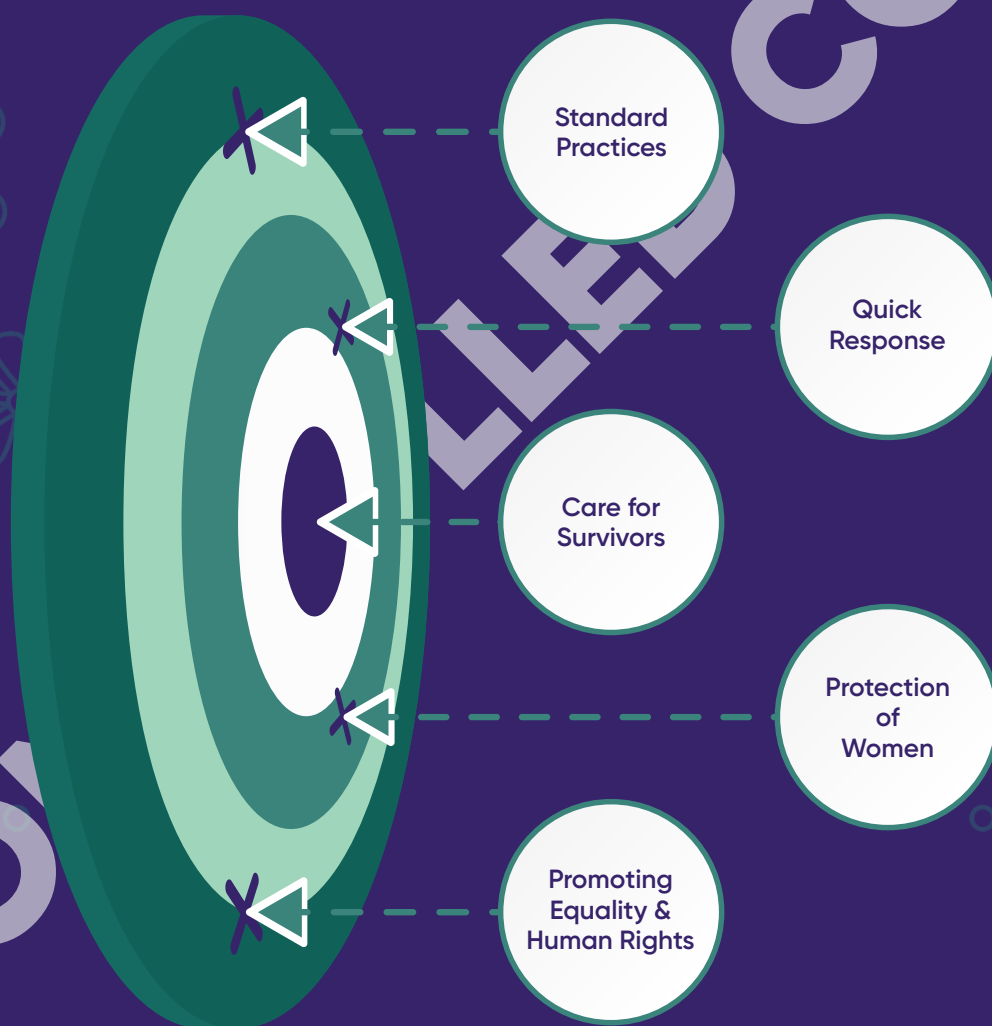 Standard
Practices
Quick
Response
Care for
Survivors
Protection
of
Women
Promoting
Equality &
Human Rights